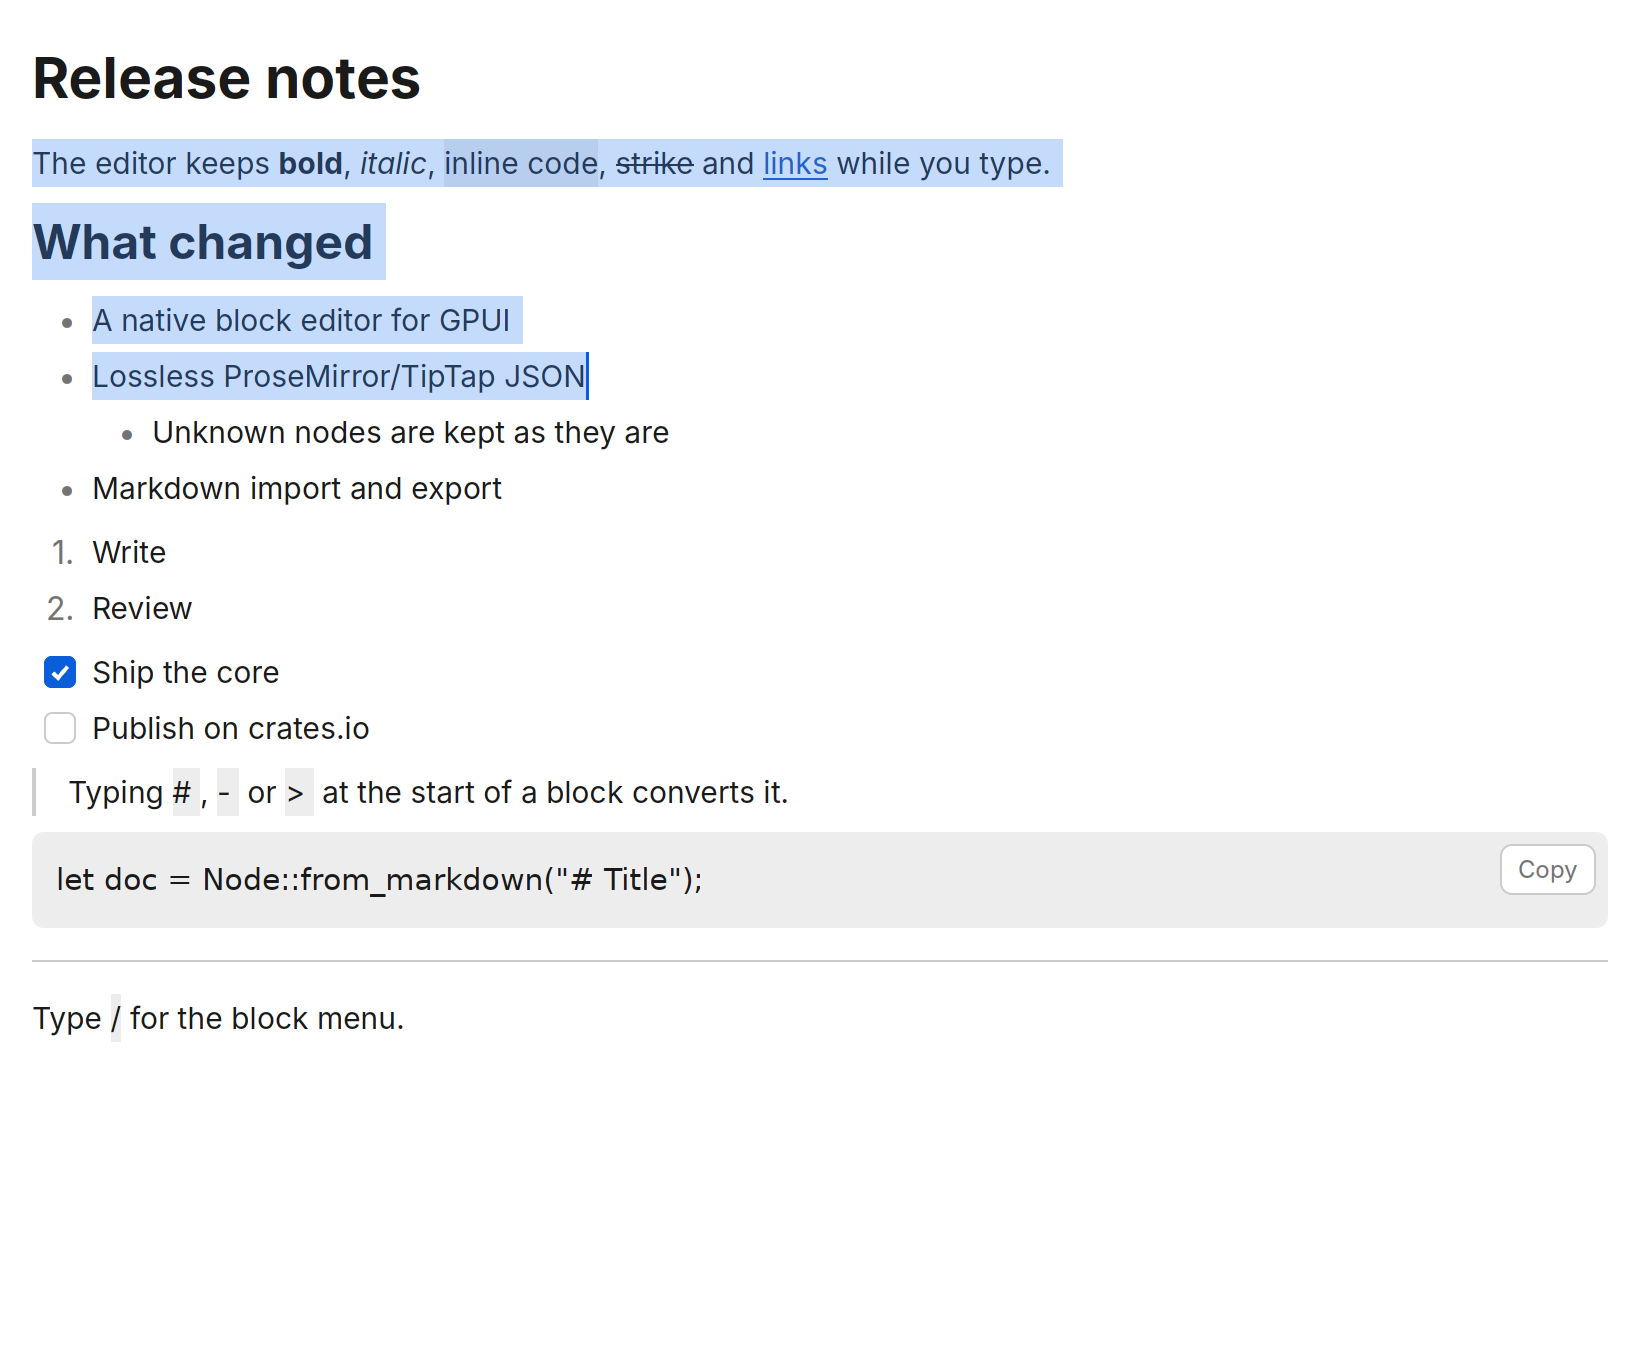 Release notes
The editor keeps bold, italic, inline code, strike and links while you type.
What changed
• A native block editor for GPUI
• Lossless ProseMirror/TipTap JSON
• Unknown nodes are kept as they are
• Markdown import and export
1. Write
2. Review
Ship the core
Publish on crates.io
Typing # , - or > at the start of a block converts it.
let doc = Node::from_markdown("# Title");
Copy
Type / for the block menu.